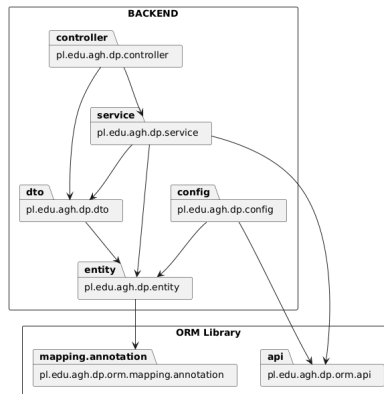 BACKEND
controller
pl.edu.agh.dp.controller
service
pl.edu.agh.dp.service
dto
pl.edu.agh.dp.dto
config
pl.edu.agh.dp.config
entity
pl.edu.agh.dp.entity
ORM Library
mapping.annotation
pl.edu.agh.dp.orm.mapping.annotation
api
pl.edu.agh.dp.orm.api